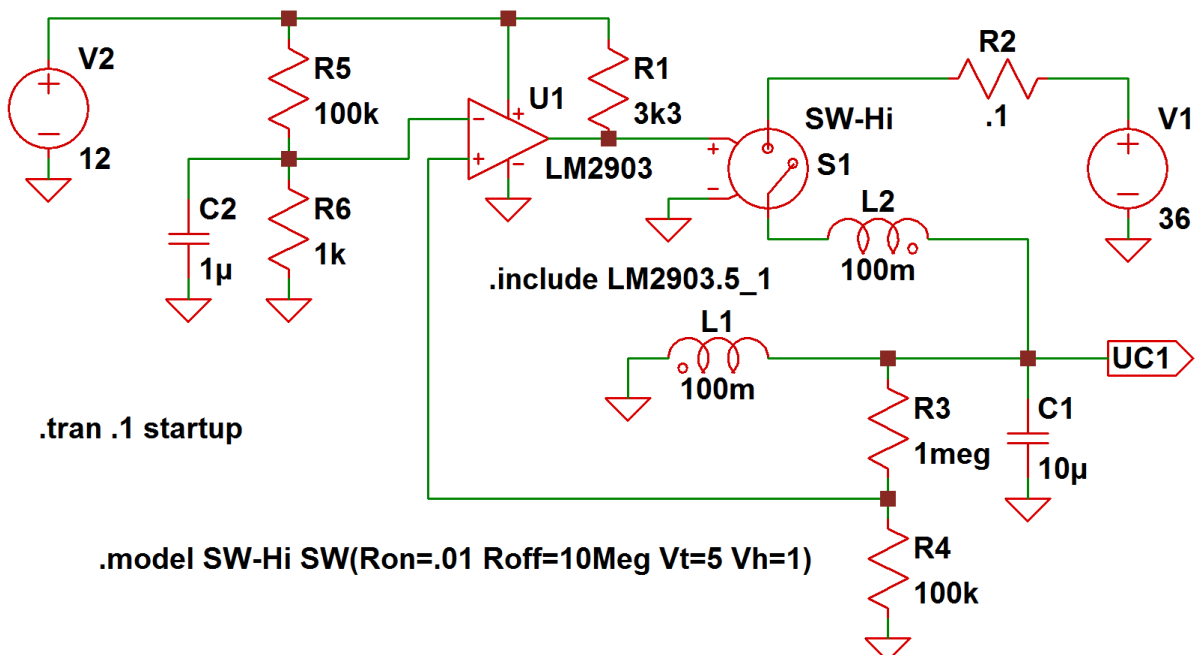 V2
12
R5
100k
C2
1µ
R6
1k
U1
LM2903
R1
3k3
SW-Hi
S1
R2
.1
V1
36
L2
100m
.include LM2903.5_1
L1
100m
UC1
R3
1meg
C1
10µ
.tran .1 startup
.model SW-Hi SW(Ron=.01 Roff=10Meg Vt=5 Vh=1)
R4
100k